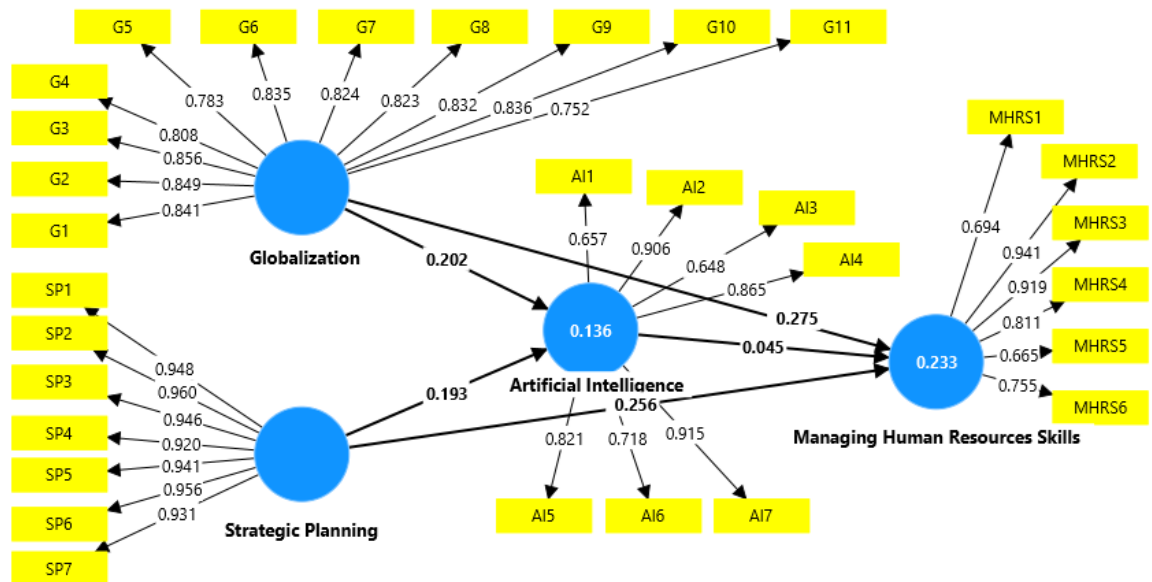 G5
G6
G7
G8
G9
G10
G11
G4
G3
G2
G1
0.783
0.835
0.824
0.823
0.832
0.836
0.752
0.808
0.856
0.849
0.841
Globalization
MHRS1
MHRS2
MHRS3
MHRS4
MHRS5
MHRS6
0.694
0.941
0.919
0.811
0.665
0.755
AI1
AI2
AI3
AI4
0.657
0.906
0.648
0.865
0.202
0.275
0.136
0.045
0.233
0.193
Artificial Intelligence
0.256
Managing Human Resources Skills
SP1
SP2
SP3
SP4
SP5
SP6
SP7
0.948
0.960
0.946
0.920
0.941
0.956
0.931
Strategic Planning
0.821
0.718
0.915
AI5
AI6
AI7